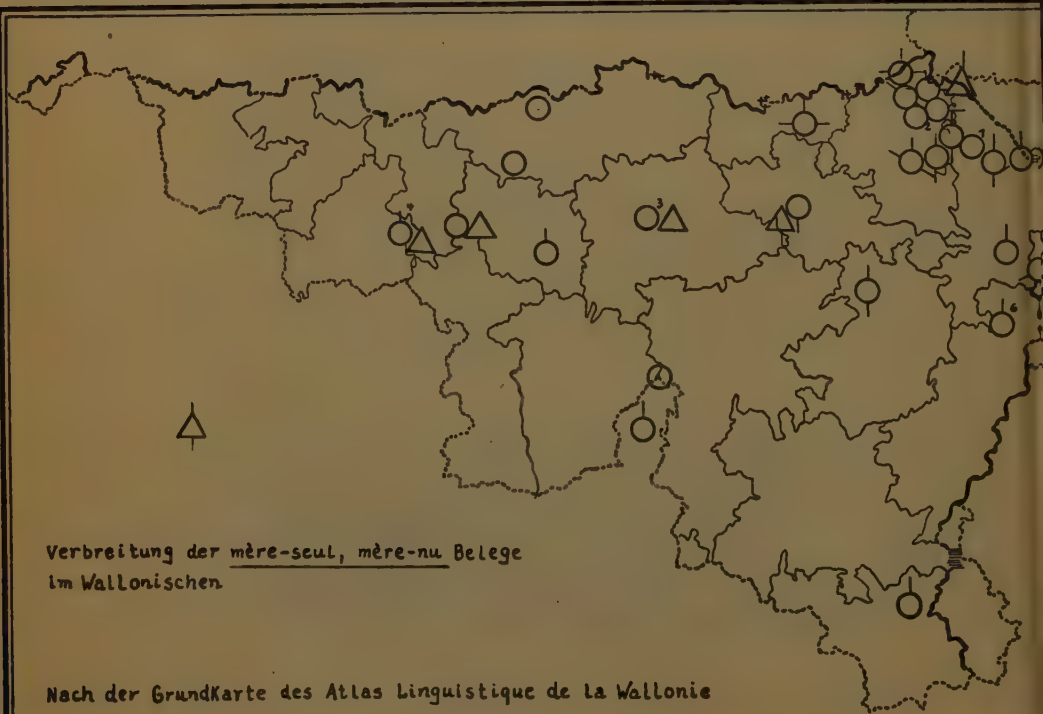 Verbreitung der mère-seul, mère-nu Belege
im Wallonischen
Nach der GrundKarte des Atlas Linguistique de la Wallonie